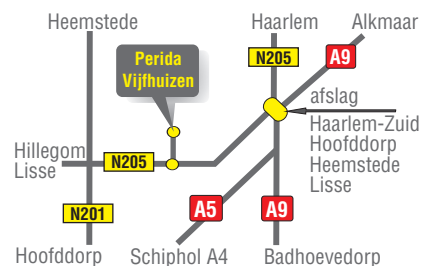 Heemstede
Haarlem
Alkmaar
Perida
Vijfhuizen
N205
A9
afslag
Haarlem-Zuid
Hoofddorp
Heemstede
Lisse
Hillegom
Lisse
N205
N201
A5
A9
Hoofddorp
Schiphol A4
Badhoevedorp